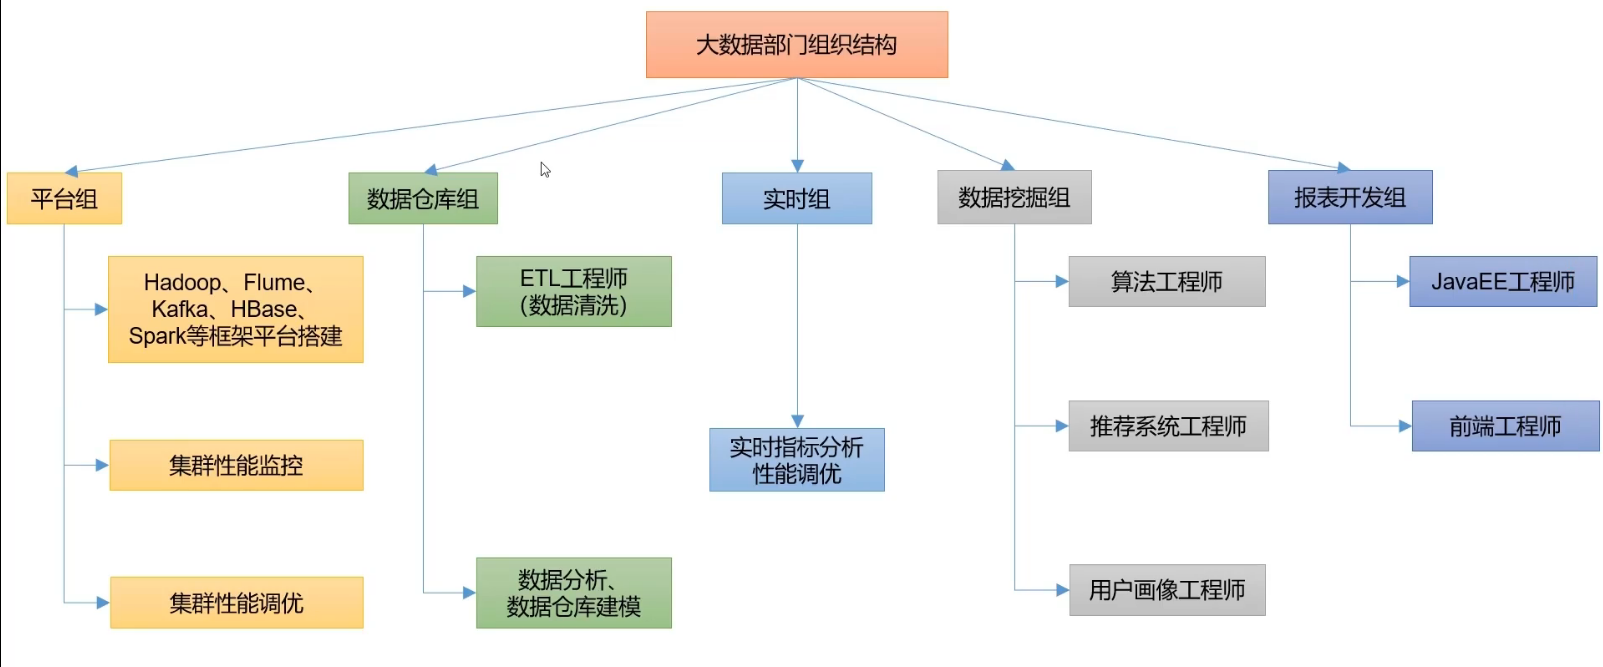 大数据部门组织结构
平台组
数据仓库组
实时组
数据挖掘组
报表开发组
Hadoop、Flume、
Kafka、HBase、
Spark等框架平台搭建
集群性能监控
集群性能调优
ETL工程师
（数据清洗）
数据分析、
数据仓库建模
实时指标分析
性能调优
算法工程师
推荐系统工程师
用户画像工程师
JavaEE工程师
前端工程师